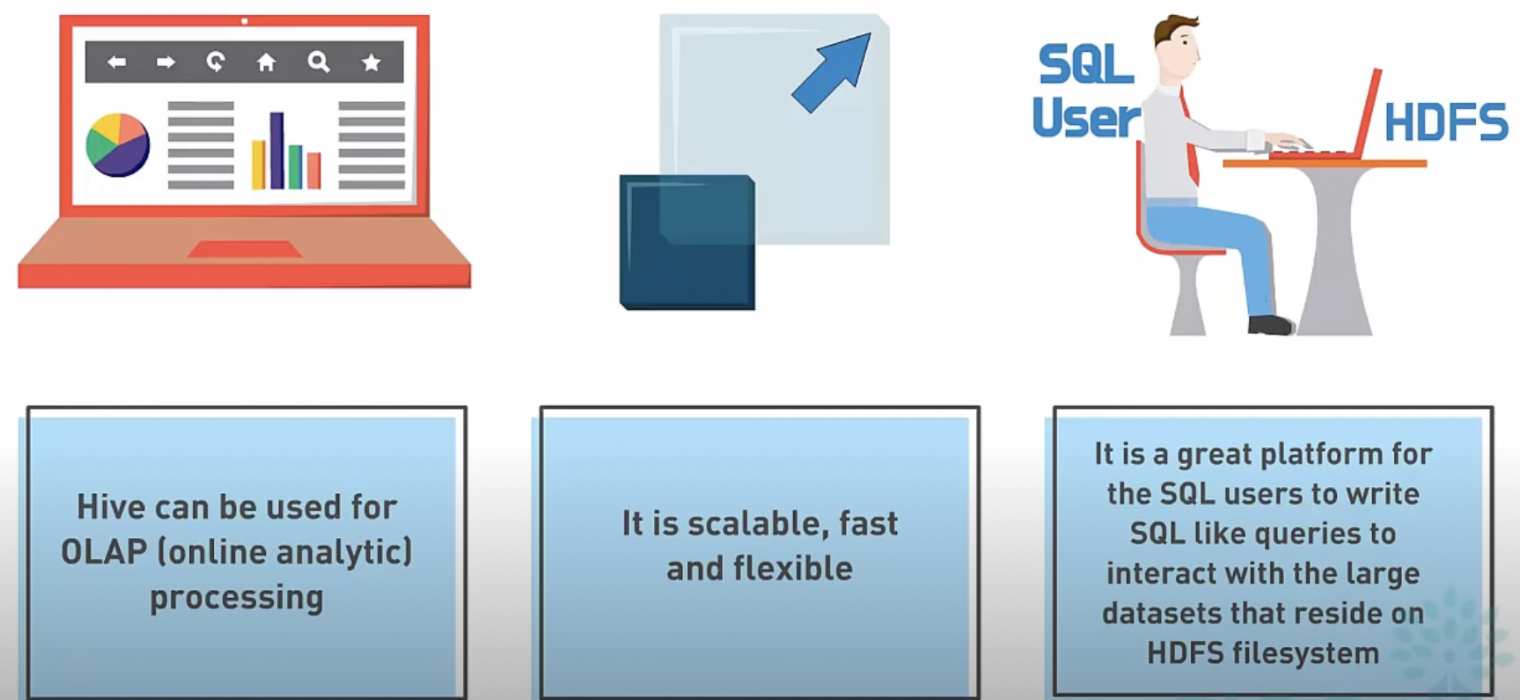 SQL
User
HDFS
Hive can be used for
OLAP (online analytic)
processing
It is scalable, fast
and flexible
It is a great platform for
the SQL users to write
SQL like queries to
interact with the large
datasets that reside on
HDFS filesystem